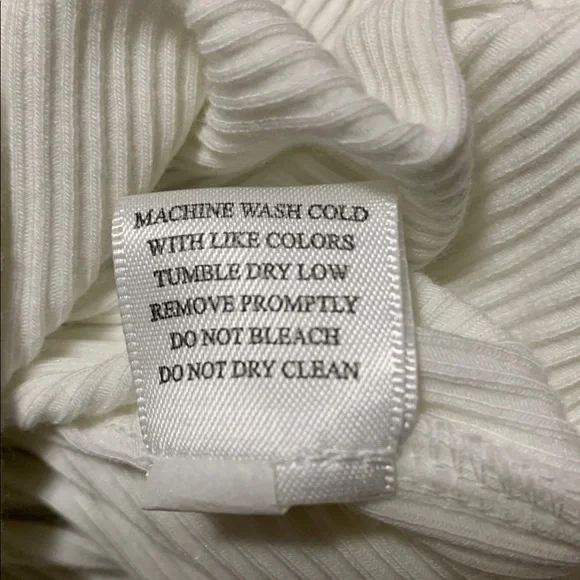 MACHINE WASH COLD
WITH LIKE COLORS
TUMBLE DRY LOW
REMOVE PROMPTLY
DO NOT BLEACH
DO NOT DRY CLEAN